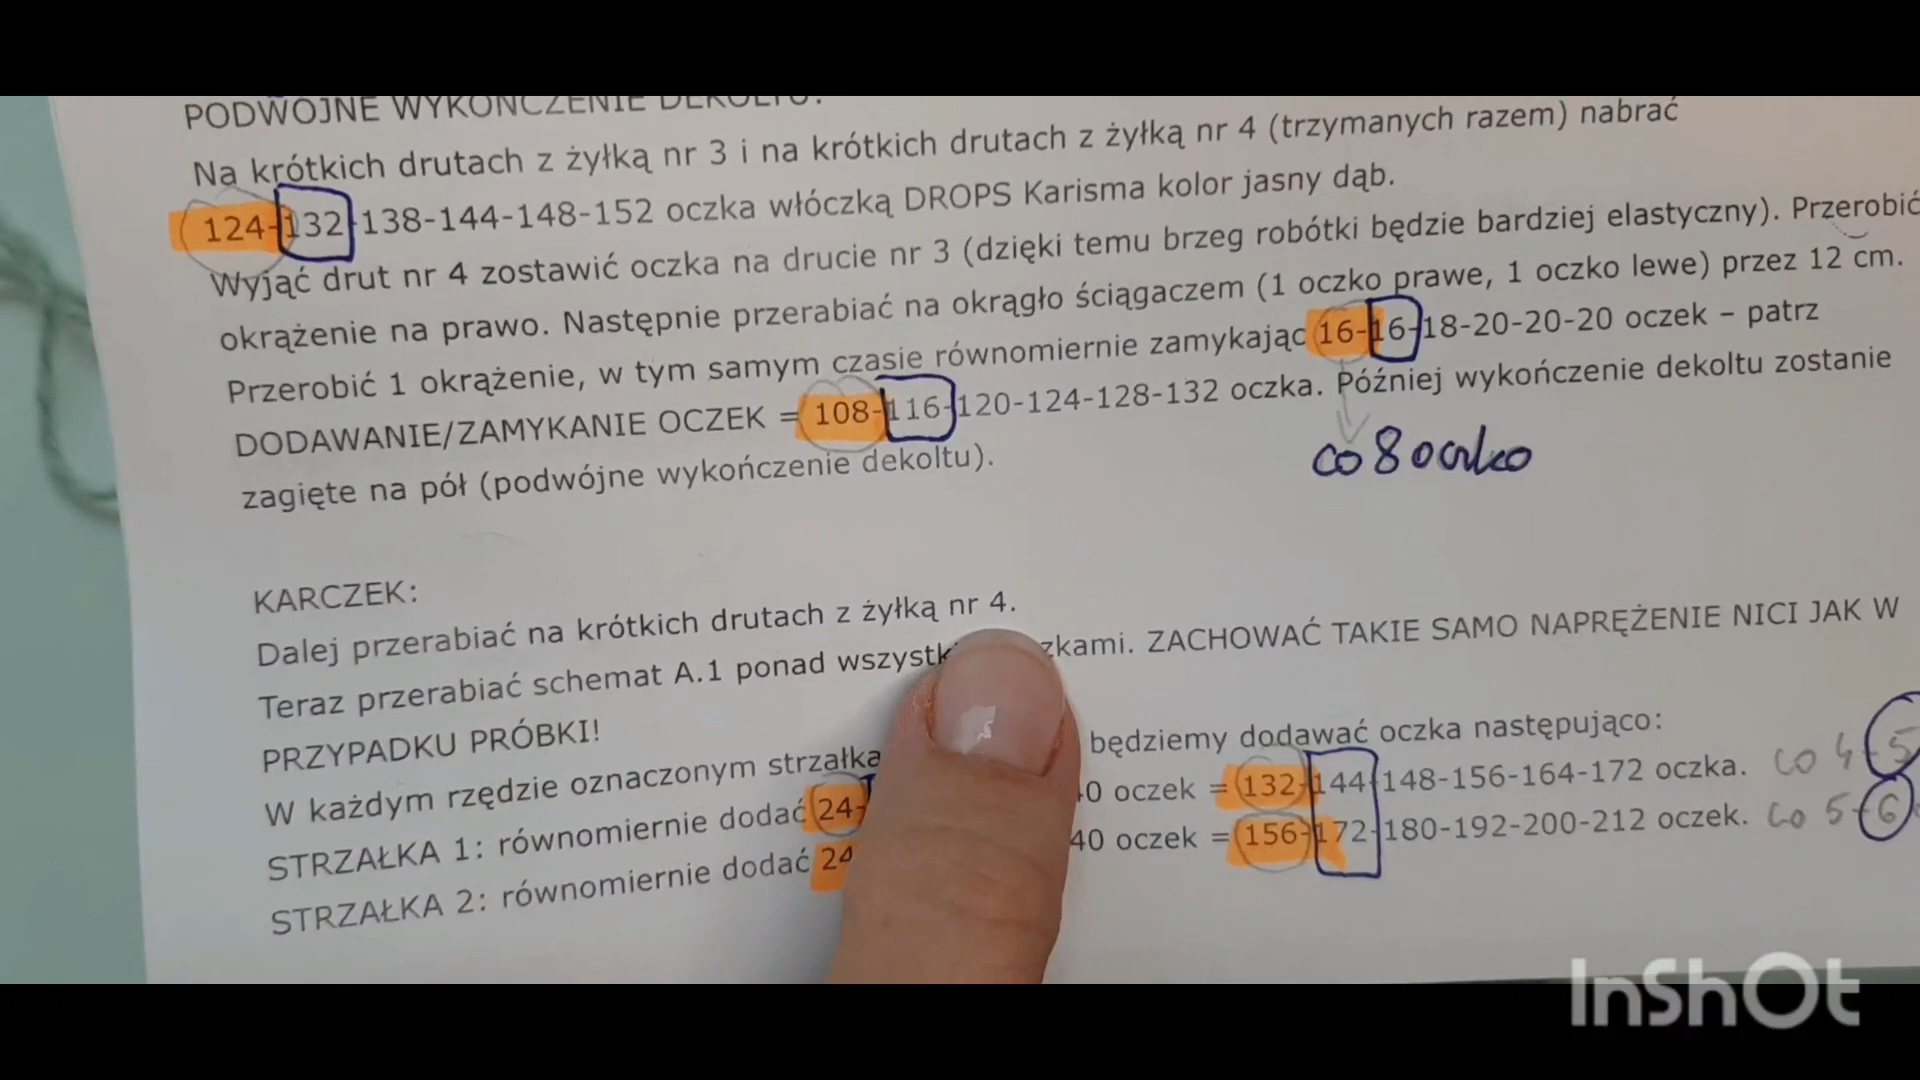 PODWÓJNE WYKOŃCZENIE DEKOLTU:
Na krótkich drutach z żyłką nr 3 i na krótkich drutach z żyłką nr 4 (trzymanych razem) nabrać
124-132-138-144-148-152 oczka włóczką DROPS Karisma kolor jasny dąb.
Wyjąć drut nr 4 zostawić oczka na drucie nr 3 (dzięki temu brzeg robótki będzie bardziej elastyczny). Przerobić
okrążenie na prawo. Następnie przerabiać na okrągło ściągaczem (1 oczko prawe, 1 oczko lewe) przez 12 cm.
Przerobić 1 okrążenie, w tym samym czasie równomiernie zamykając 16-16-18-20-20-20 oczek – patrz
DODAWANIE/ZAMYKANIE OCZEK = 108-116-120-124-128-132 oczka. Później wykończenie dekoltu zostanie
zagięte na pół (podwójne wykończenie dekoltu).
co 8 oczko
KARCZEK:
Dalej przerabiać na krótkich drutach z żyłką nr 4.
Teraz przerabiać schemat A.1 ponad zkami. ZACHOWAĆ TAKIE SAMO NAPRĘŻENIE NICI JAK W
PRZYPADKU PRÓBKI!
W każdym rzędzie oznaczonym będziemy dodawać oczka następująco:
STRZAŁKA 1: równomiernie dodać 24- 0 oczek = 132-144-148-156-164-172 oczka. co 4-5
STRZAŁKA 2: równomiernie dodać 24 40 oczek = 156-172-180-192-200-212 oczek. co 5-6
InShOt